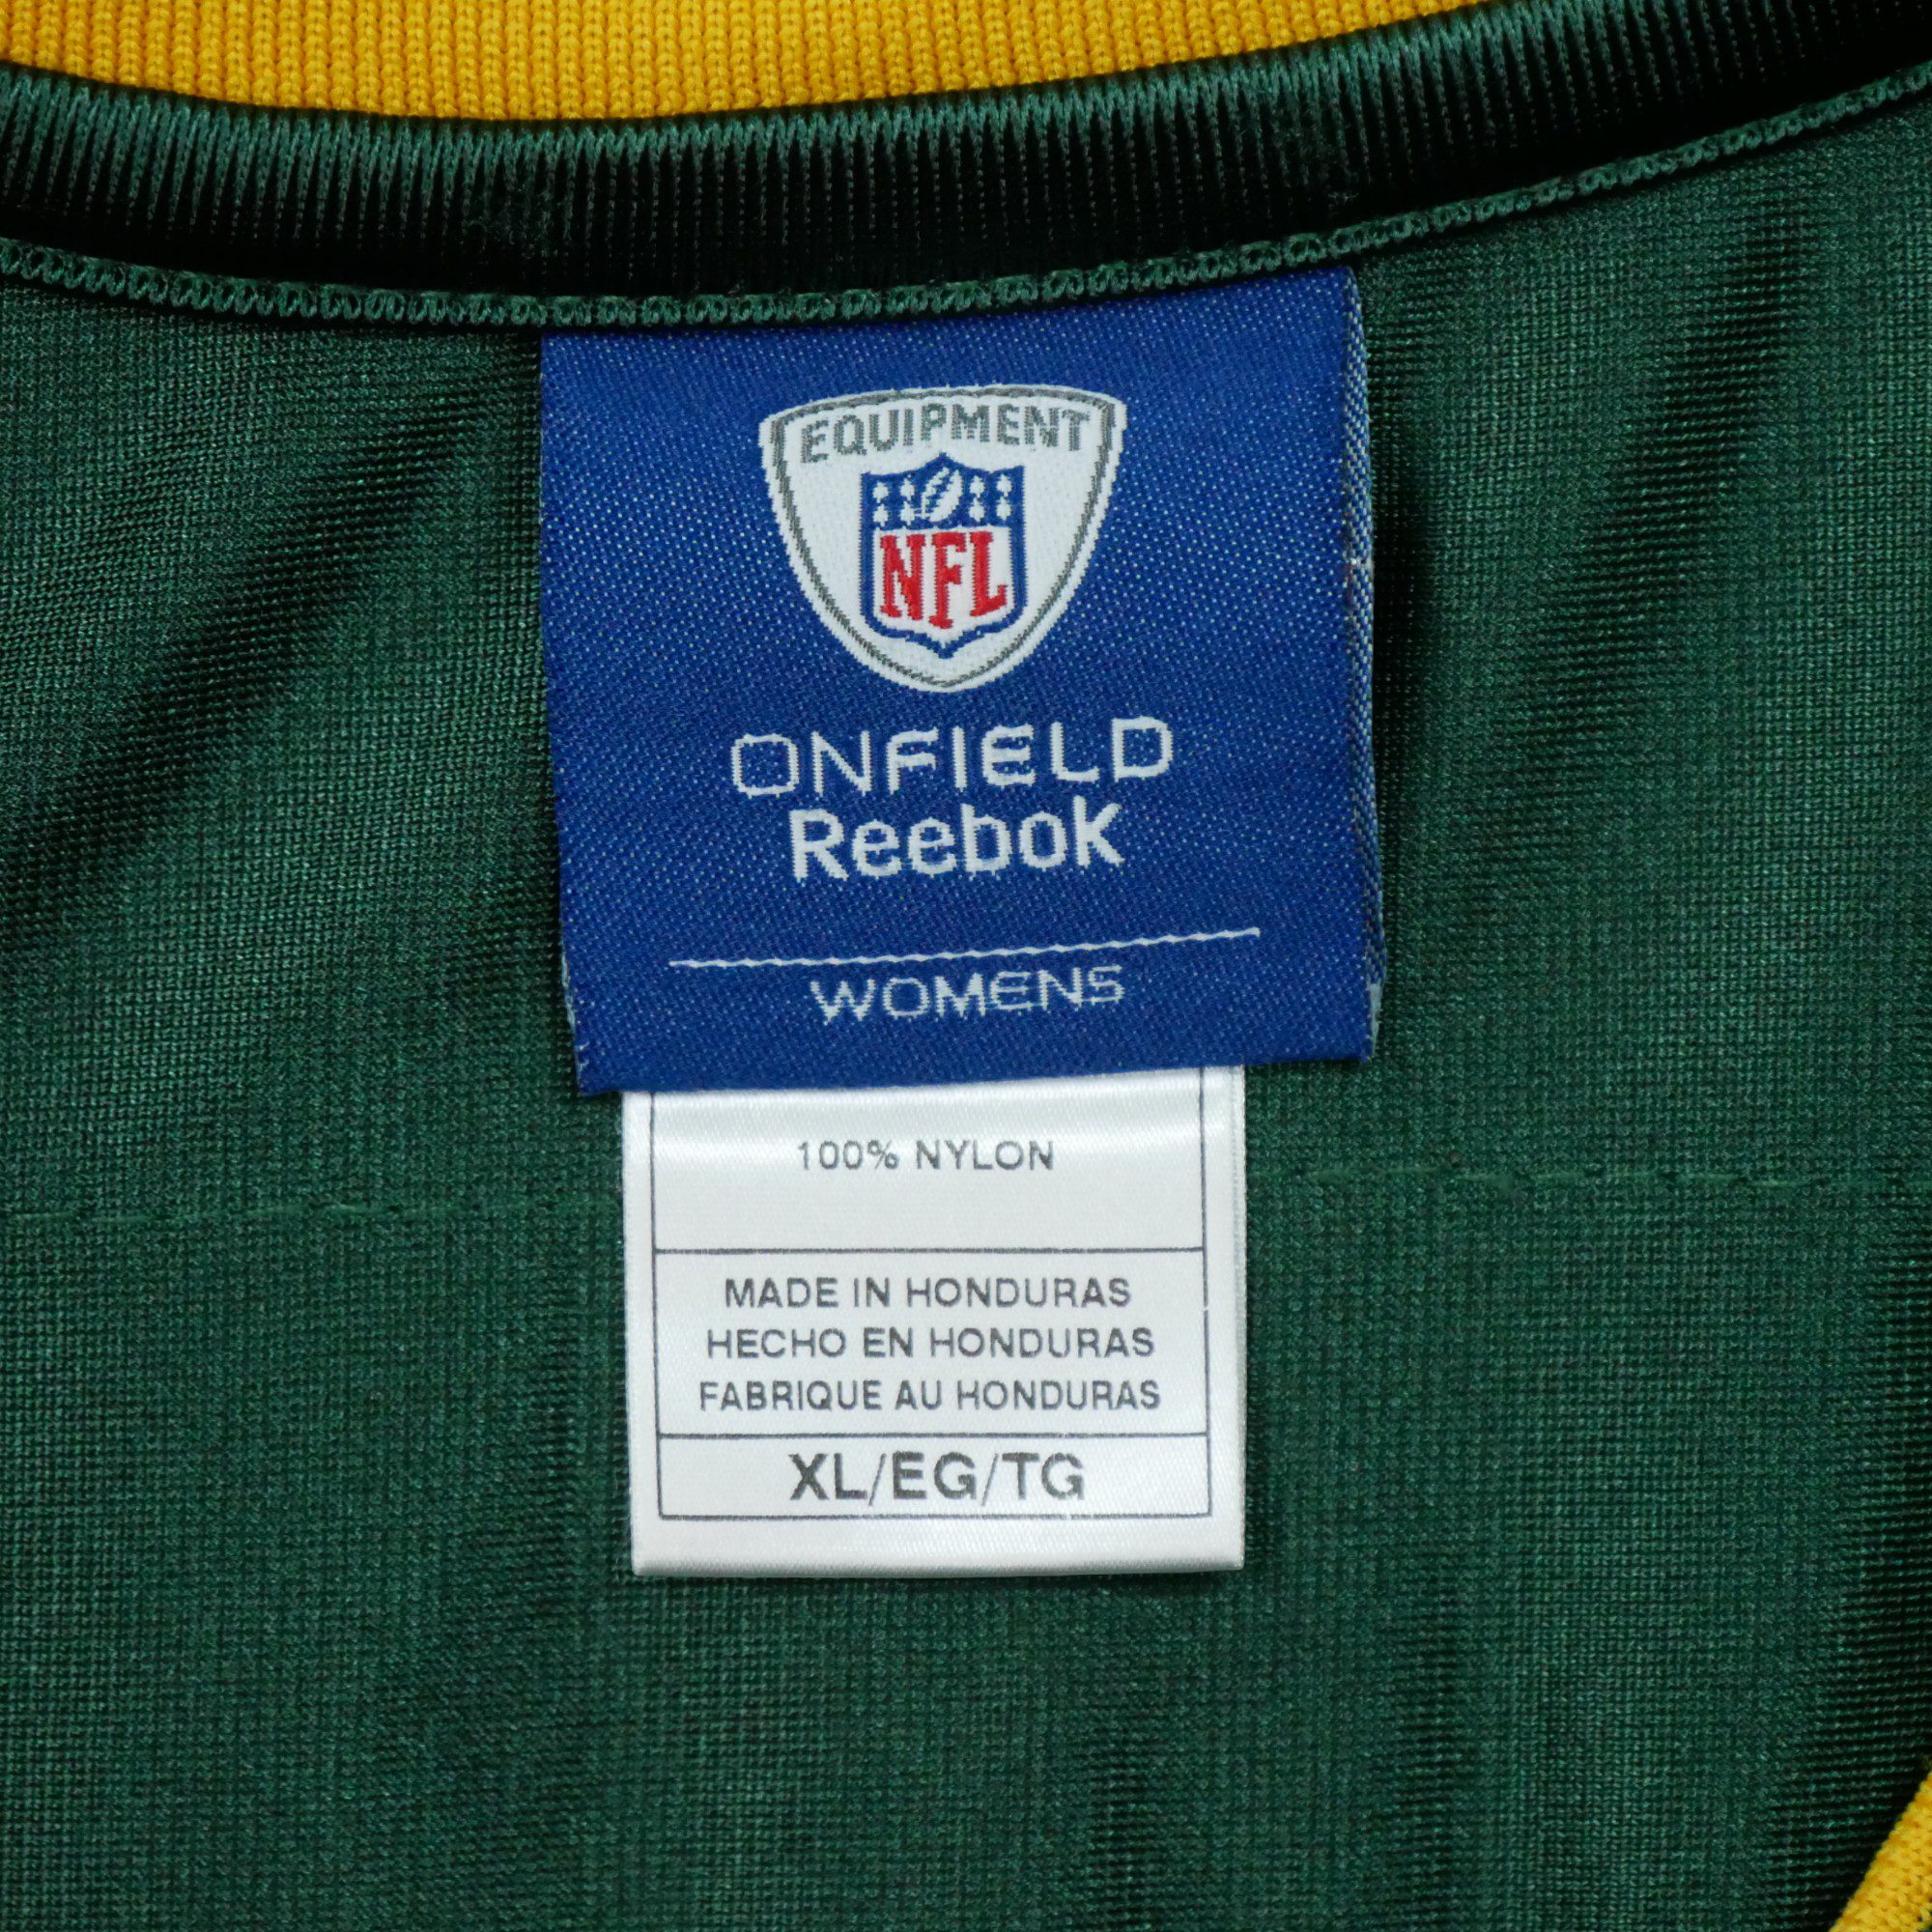 EQUIPMENT
NFL
ONFIELD
Reebok
WOMENS
100% NYLON
MADE IN HONDURAS
HECHO EN HONDURAS
FABRIQUE AU HONDURAS
XL/EG/TG